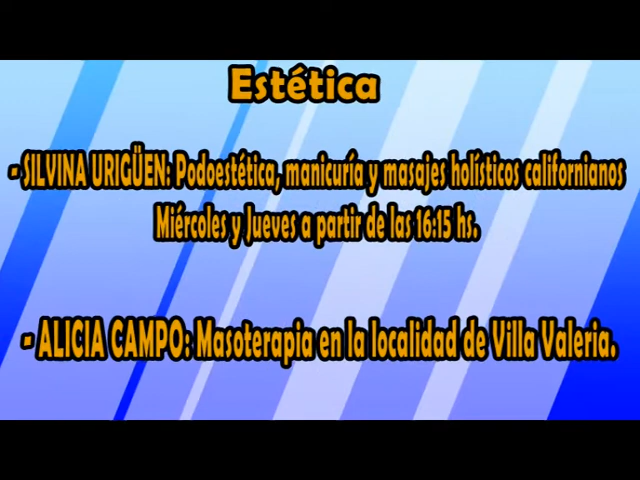 Estética
- SILVINA URIGÜEN: Podoestética, manicuría y masajes holísticos californianos
Miércoles y Jueves a partir de las 16:15 hs.
- ALICIA CAMPO: Masoterapia en la localidad de Villa Valeria.